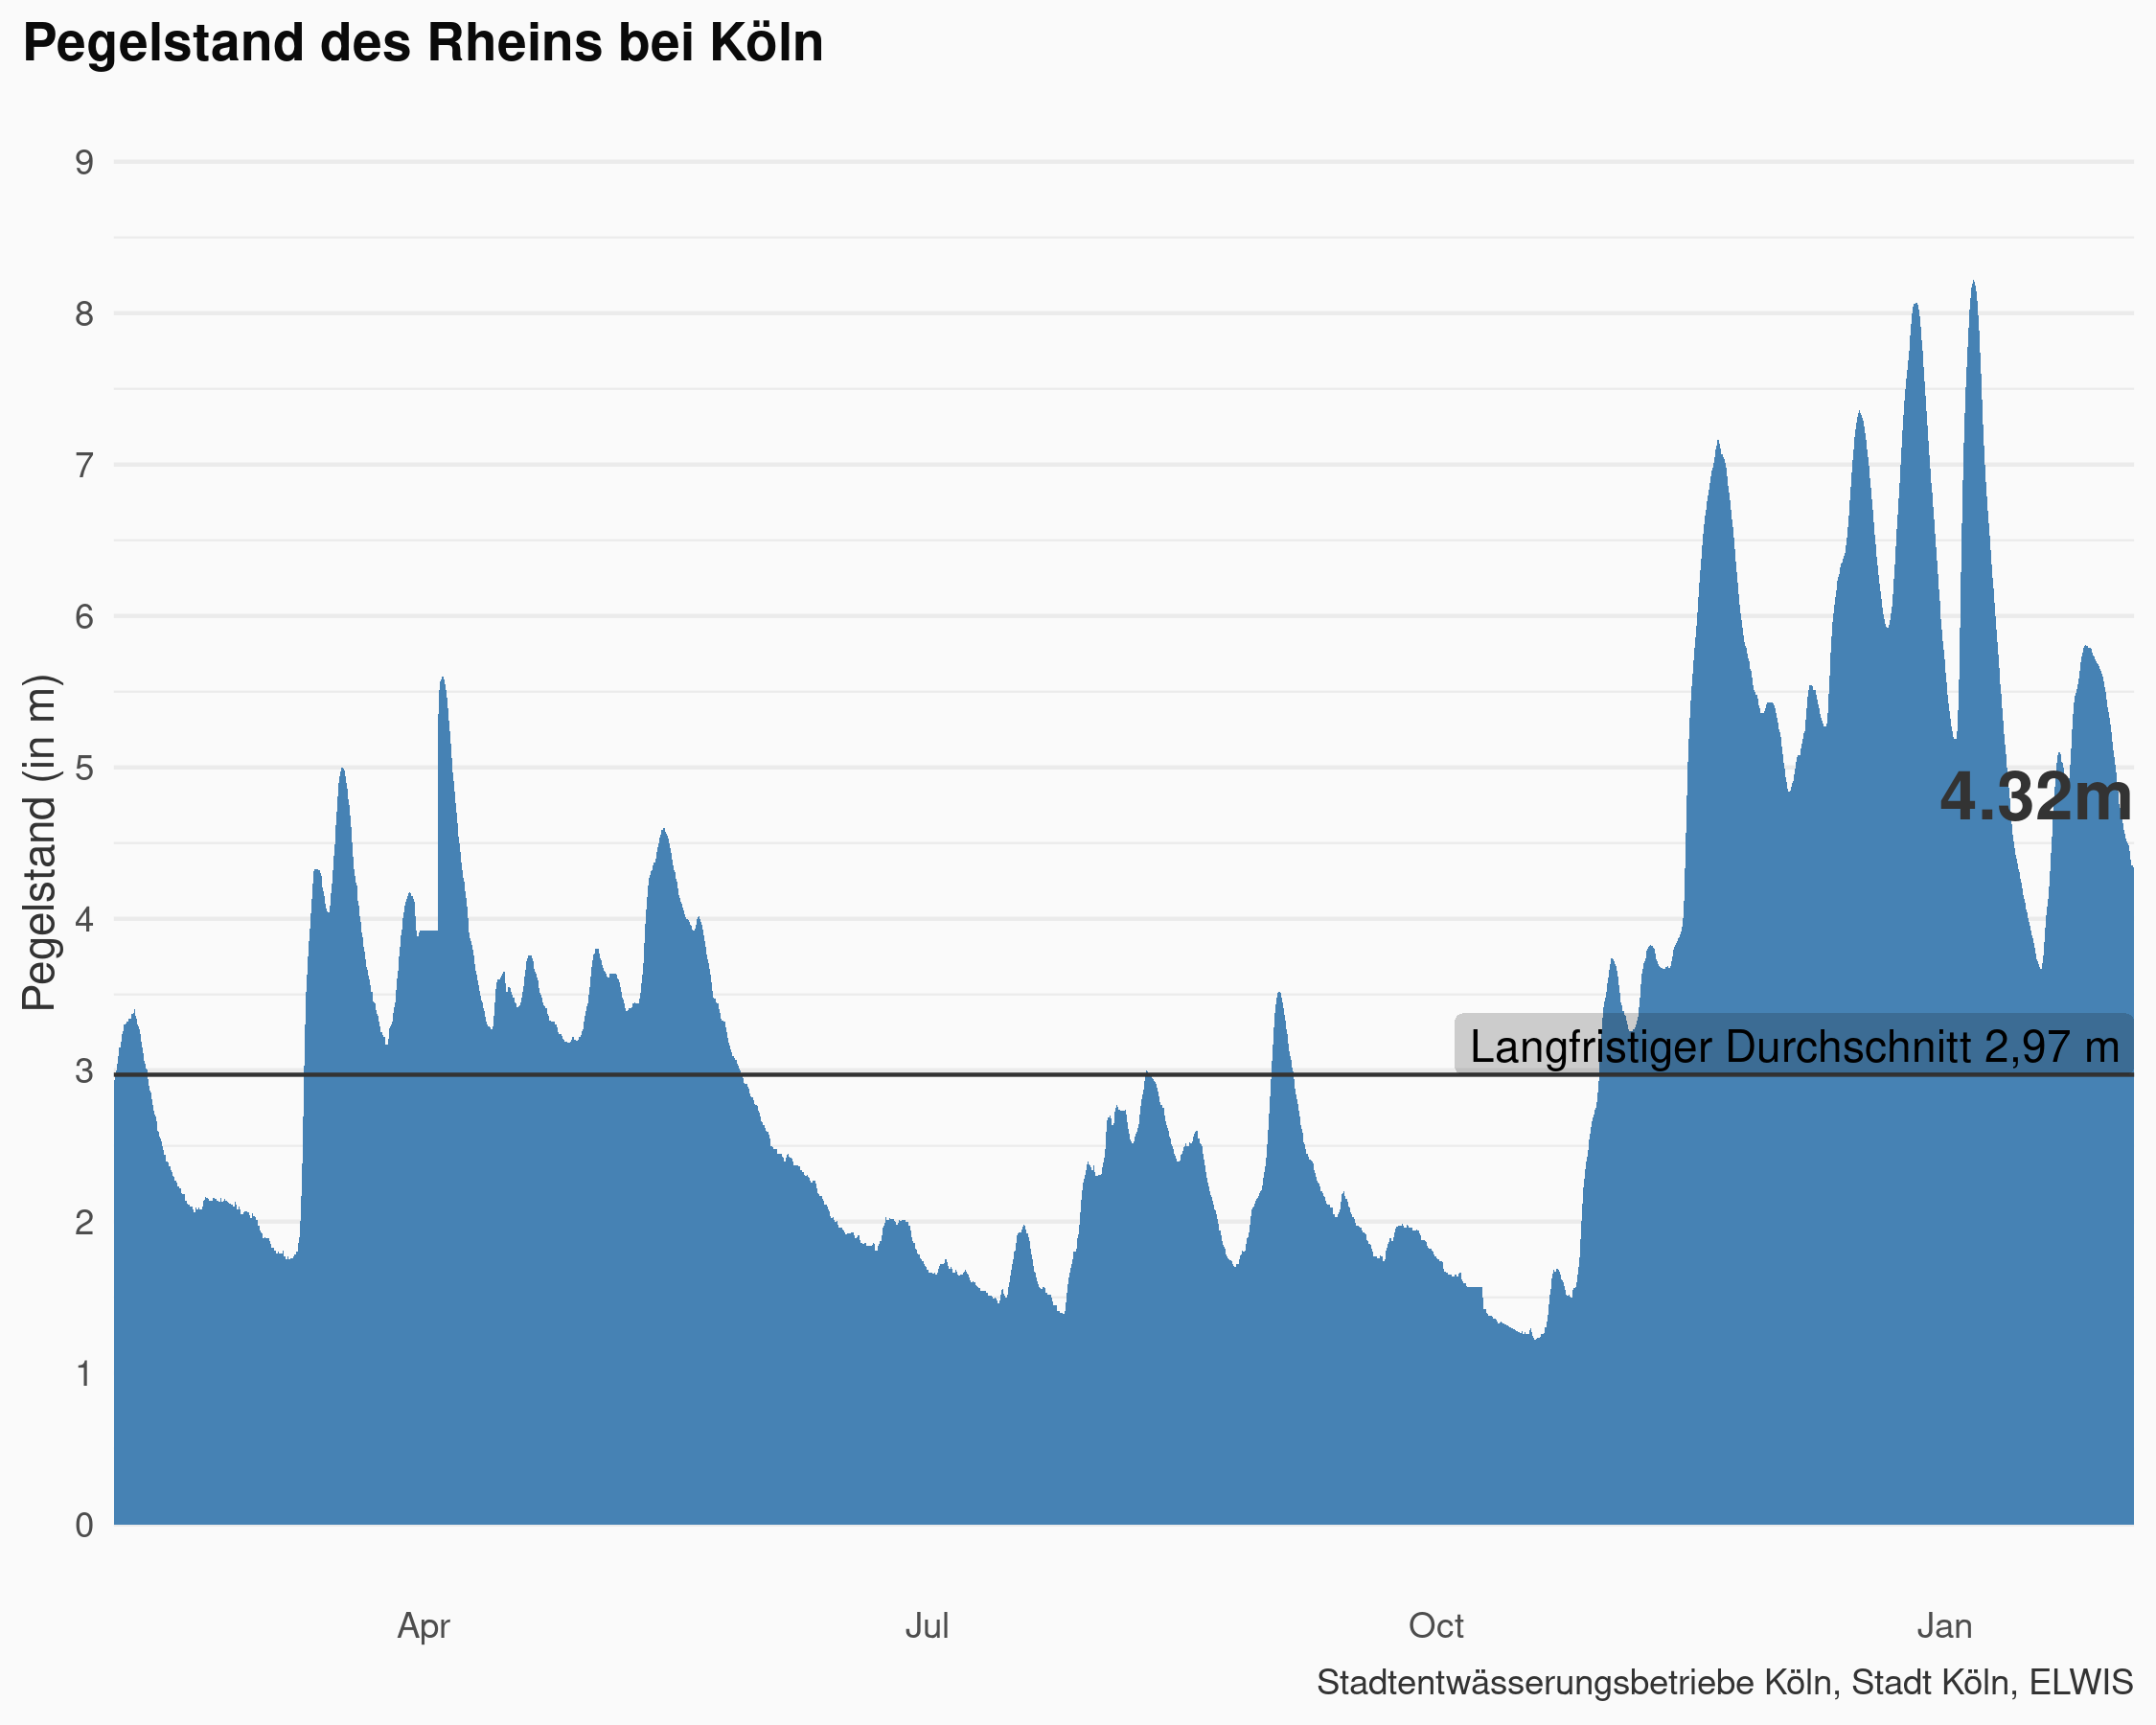 Pegelstand des Rheins bei Köln
Pegelstand (in m)
9
8
7
6
5
4
3
2
1
0
4.32m
Langfristiger Durchschnitt 2,97 m
Apr Jul Oct Jan
Stadtentwässerungsbetriebe Köln, Stadt Köln, ELWIS